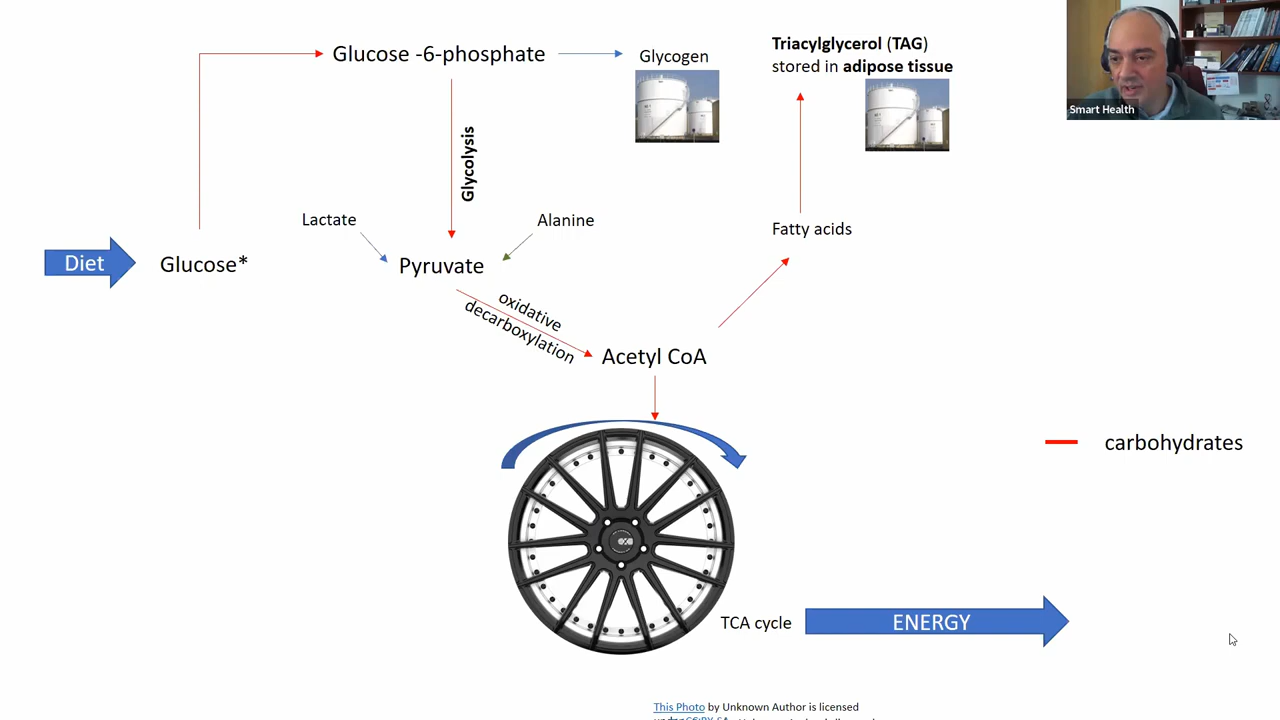 Glucose -6-phosphate
Glycogen
Triacylglycerol (TAG)
stored in adipose tissue
Smart Health
Glycolysis
Lactate
Alanine
Fatty acids
Diet
Glucose*
Pyruvate
oxidative
decarboxylation
Acetyl CoA
carbohydrates
TCA cycle
ENERGY
This Photo by Unknown Author is licensed